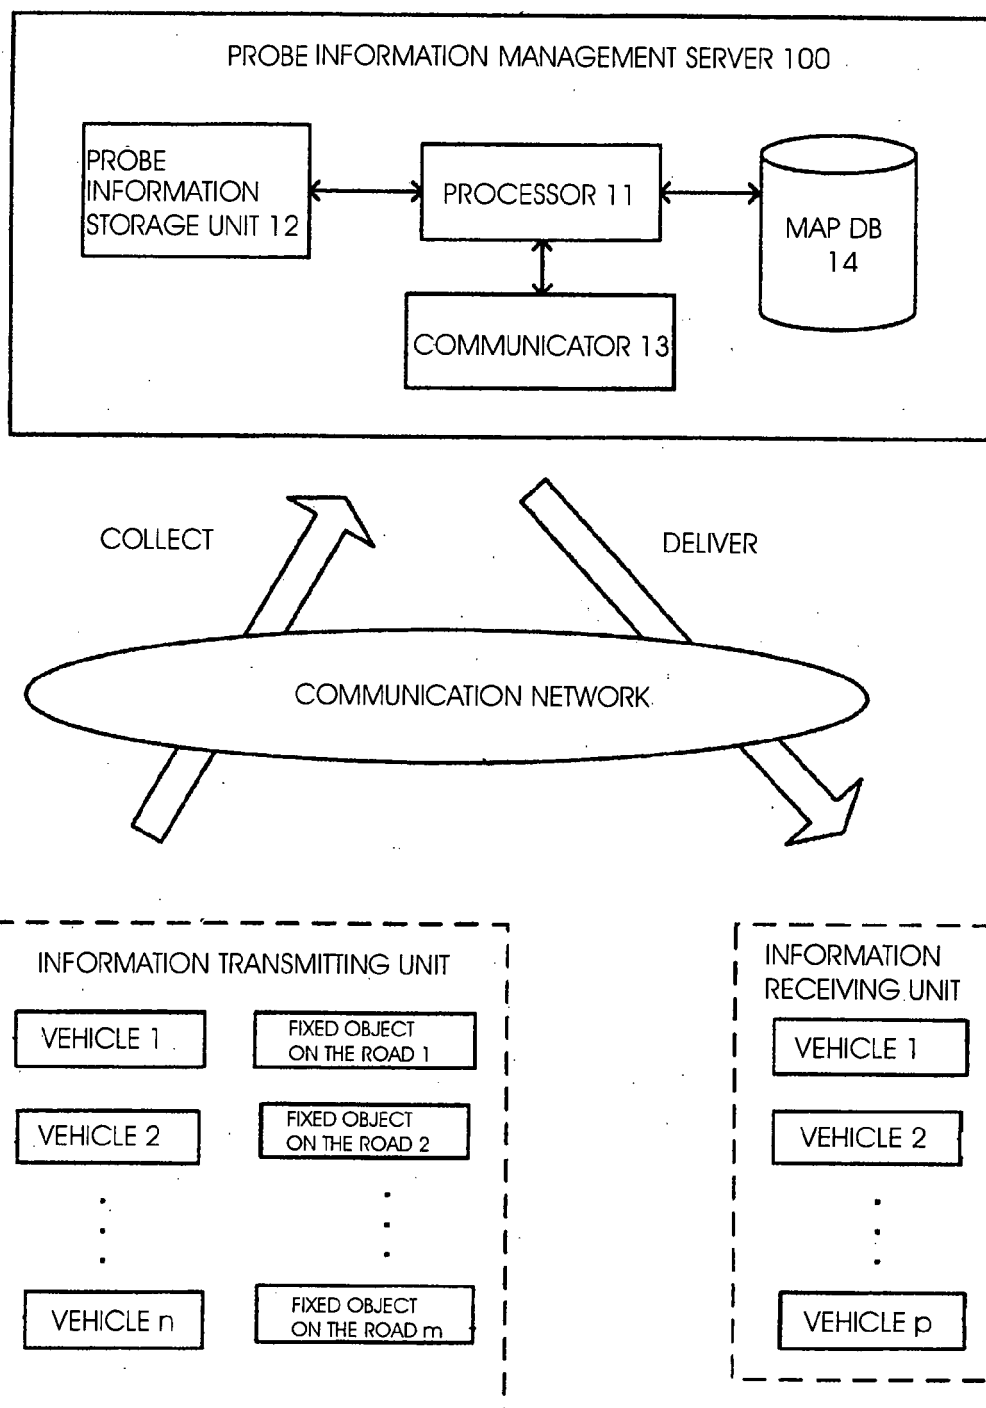 PROBE INFORMATION MANAGEMENT SERVER 100
PROBE
INFORMATION
STORAGE UNIT 12
PROCESSOR 11
MAP DB
14
COMMUNICATOR 13
COLLECT
DELIVER
COMMUNICATION NETWORK
INFORMATION TRANSMITTING UNIT
VEHICLE 1
FIXED OBJECT
ON THE ROAD 1
VEHICLE 2
FIXED OBJECT
ON THE ROAD 2
VEHICLE n
FIXED OBJECT
ON THE ROAD m
INFORMATION
RECEIVING UNIT
VEHICLE 1
VEHICLE 2
VEHICLE p